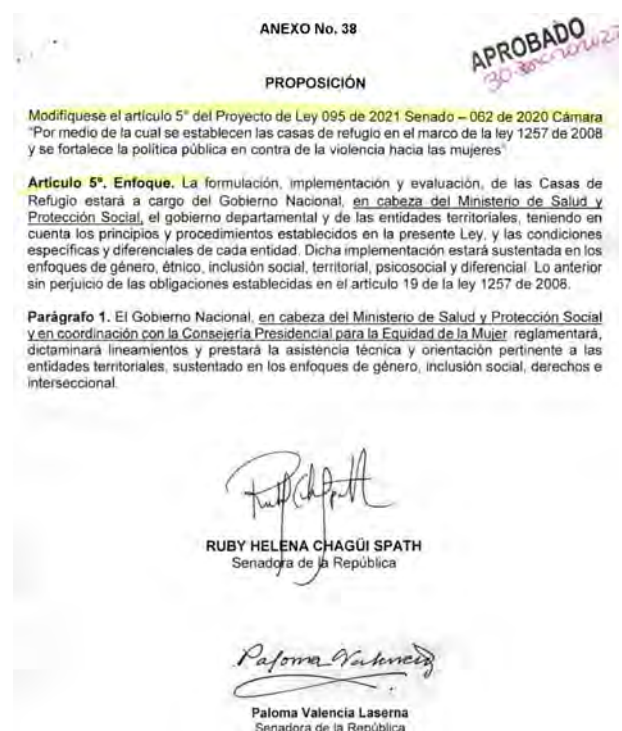 ANEXO No. 38
APROBADO
PROPOSICIÓN
Modifíquese el artículo 5° del Proyecto de Ley 095 de 2021 Senado – 062 de 2020 Cámara
"Por medio de la cual se establecen las casas de refugio en el marco de la ley 1257 de 2008
y se fortalece la política pública en contra de la violencia hacia las mujeres"
Artículo 5°. Enfoque. La formulación, implementación y evaluación, de las Casas de
Refugio estará a cargo del Gobierno Nacional, en cabeza del Ministerio de Salud y
Protección Social, el gobierno departamental y de las entidades territoriales, teniendo en
cuenta los principios y procedimientos establecidos en la presente Ley, y las condiciones
específicas y diferenciales de cada entidad. Dicha implementación estará sustentada en los
enfoques de género, étnico, inclusión social, territorial, psicosocial y diferencial. Lo anterior
sin perjuicio de las obligaciones establecidas en el artículo 19 de la ley 1257 de 2008.
Parágrafo 1. El Gobierno Nacional, en cabeza del Ministerio de Salud y Protección Social
y en coordinación con la Consejería Presidencial para la Equidad de la Mujer reglamentará,
dictaminará lineamientos y prestará la asistencia técnica y orientación pertinente a las
entidades territoriales, sustentado en los enfoques de género, inclusión social, derechos e
interseccional.
RUBY HELENA CHAGÜI SPATH
Senadora de la República
Paloma Valencia
Paloma Valencia Laserna
Senadora de la República